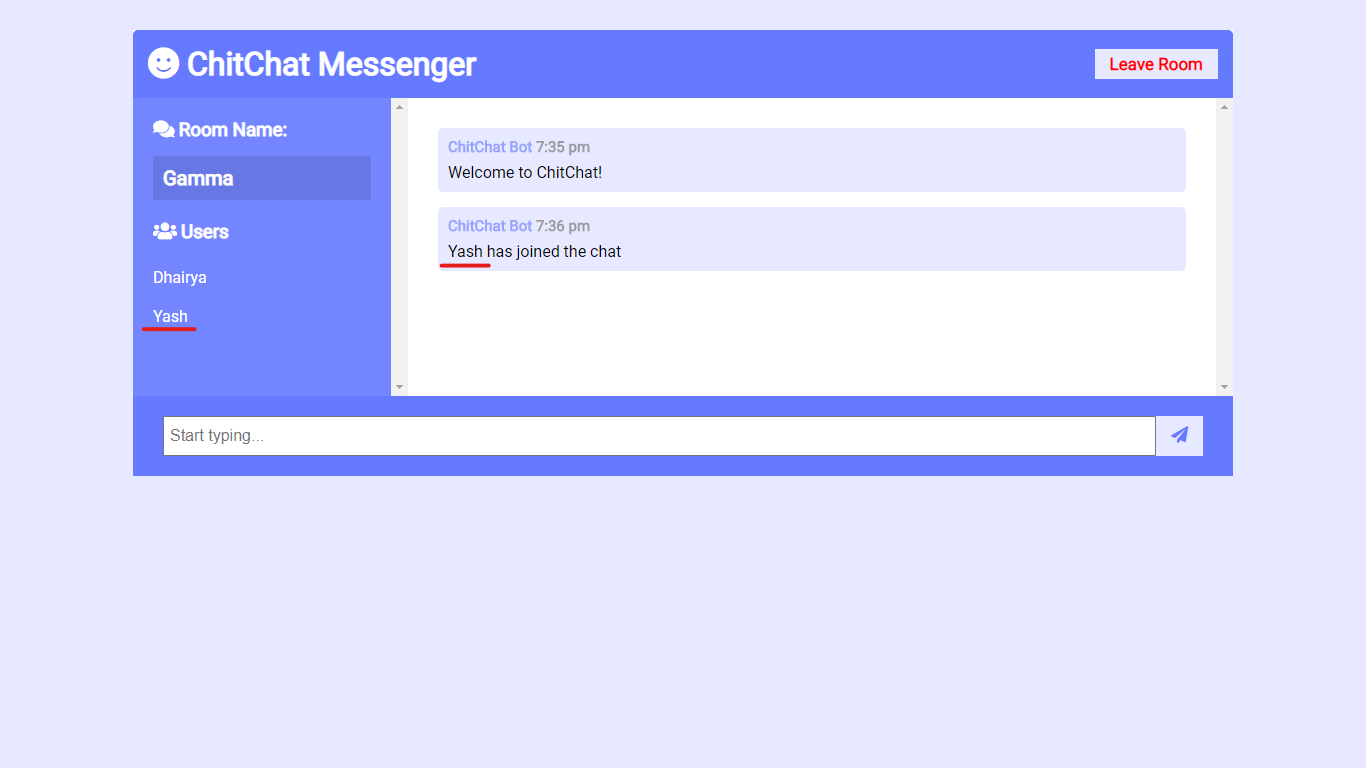 ChitChat Messenger
Leave Room
Room Name:
Gamma
Users
Dhairya
Yash
ChitChat Bot 7:35 pm
Welcome to ChitChat!
ChitChat Bot 7:36 pm
Yash has joined the chat
Start typing...